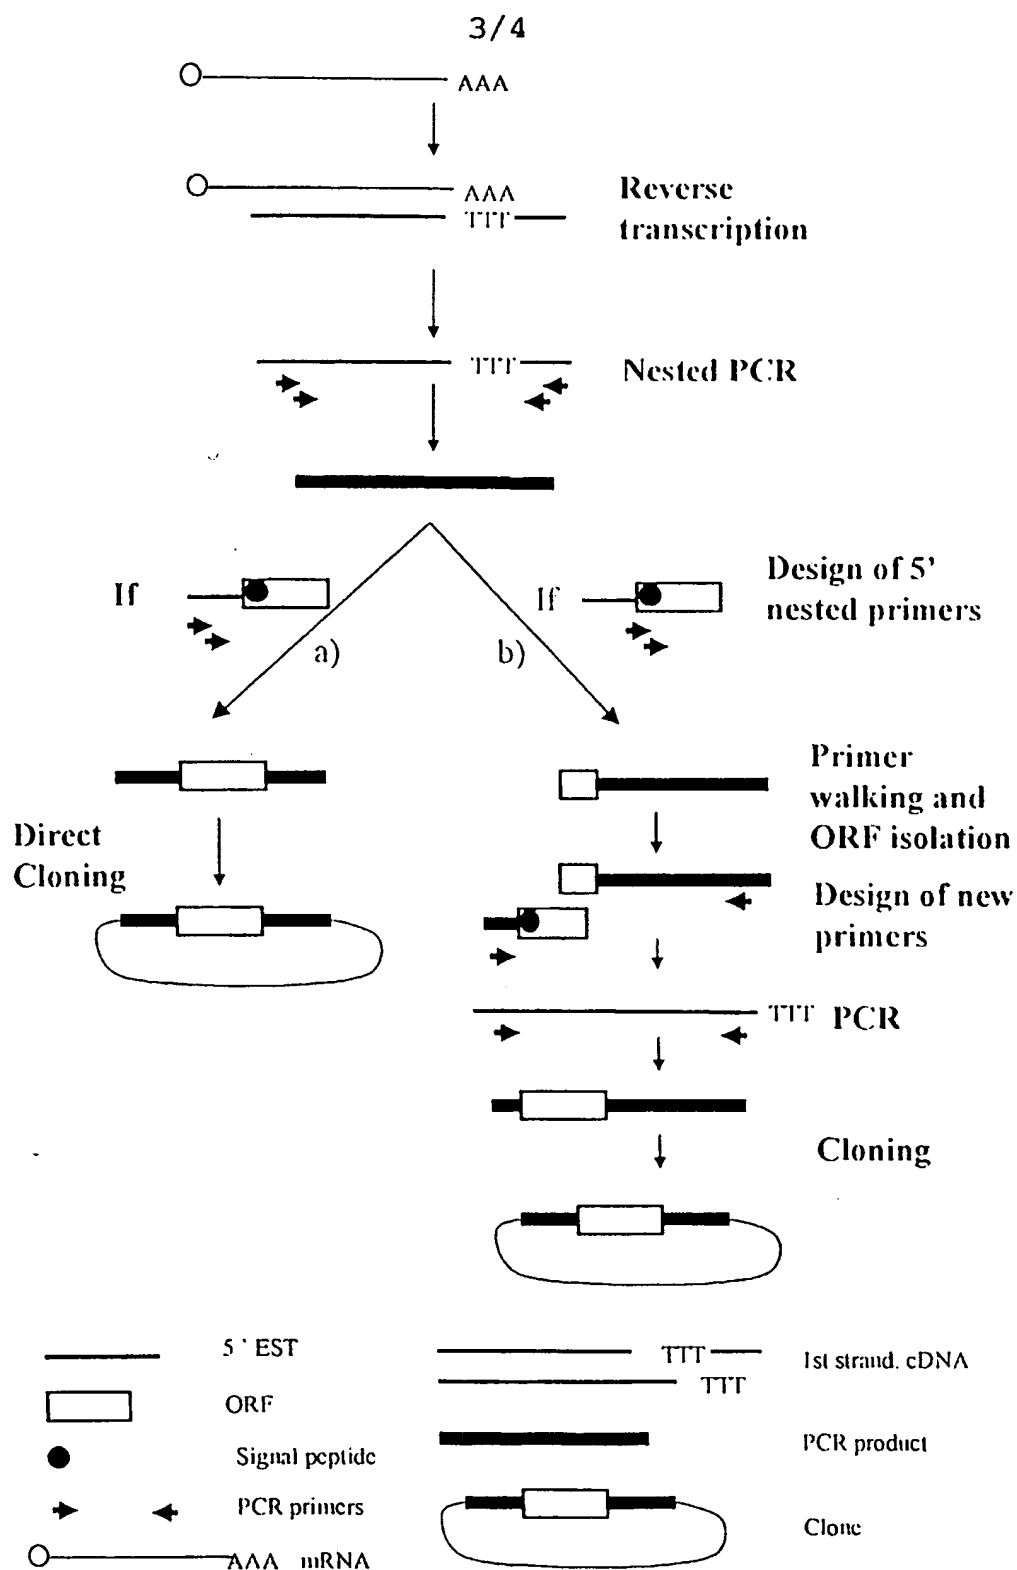 3/4
AAA
AAA
TTT
Reverse
transcription
TTT
Nested PCR
If
If
Design of 5'
nested primers
a)
b)
Primer
walking and
ORF isolation
Direct
Cloning
Design of new
primers
TTT
PCR
Cloning
5 ' EST
TTT
1st strand. cDNA
TTT
ORF
Signal peptide
PCR product
PCR primers
Clone
AAA mRNA